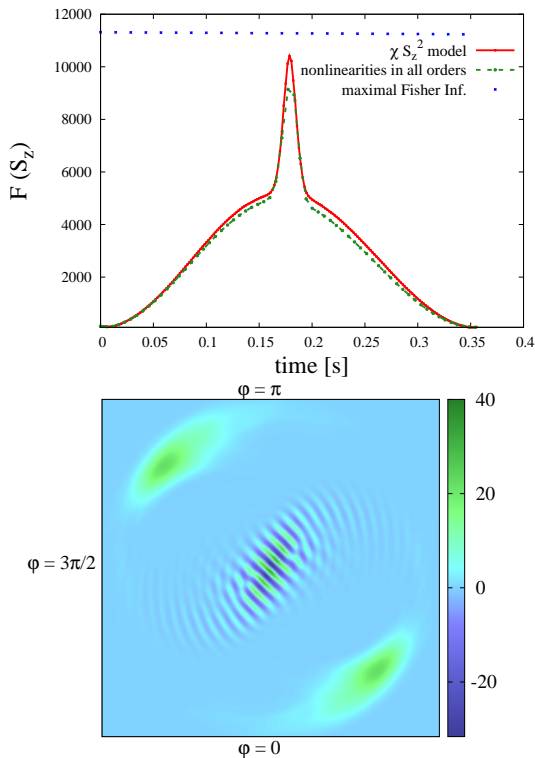 12000
χ S_z² model
nonlinearities in all orders
maximal Fisher Inf.
10000
8000
6000
4000
2000
F (S_z)
0 0.05 0.1 0.15 0.2 0.25 0.3 0.35 0.4
time [s]
φ = π
40
20
φ = 3π/2
0
-20
φ = 0